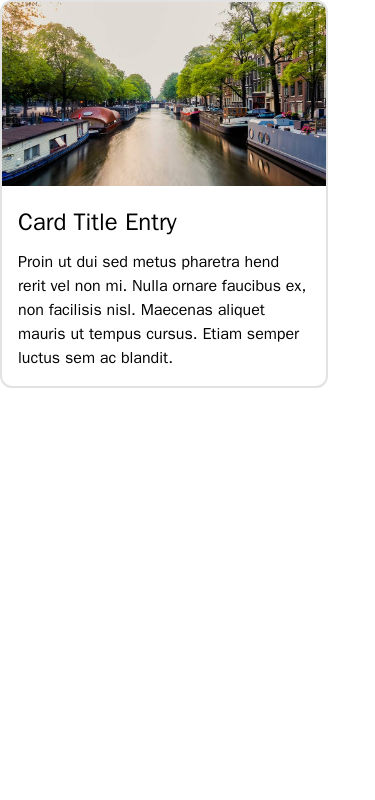 Card Title Entry
Proin ut dui sed metus pharetra hend
rerit vel non mi. Nulla ornare faucibus ex,
non facilisis nisl. Maecenas aliquet
mauris ut tempus cursus. Etiam semper
luctus sem ac blandit.